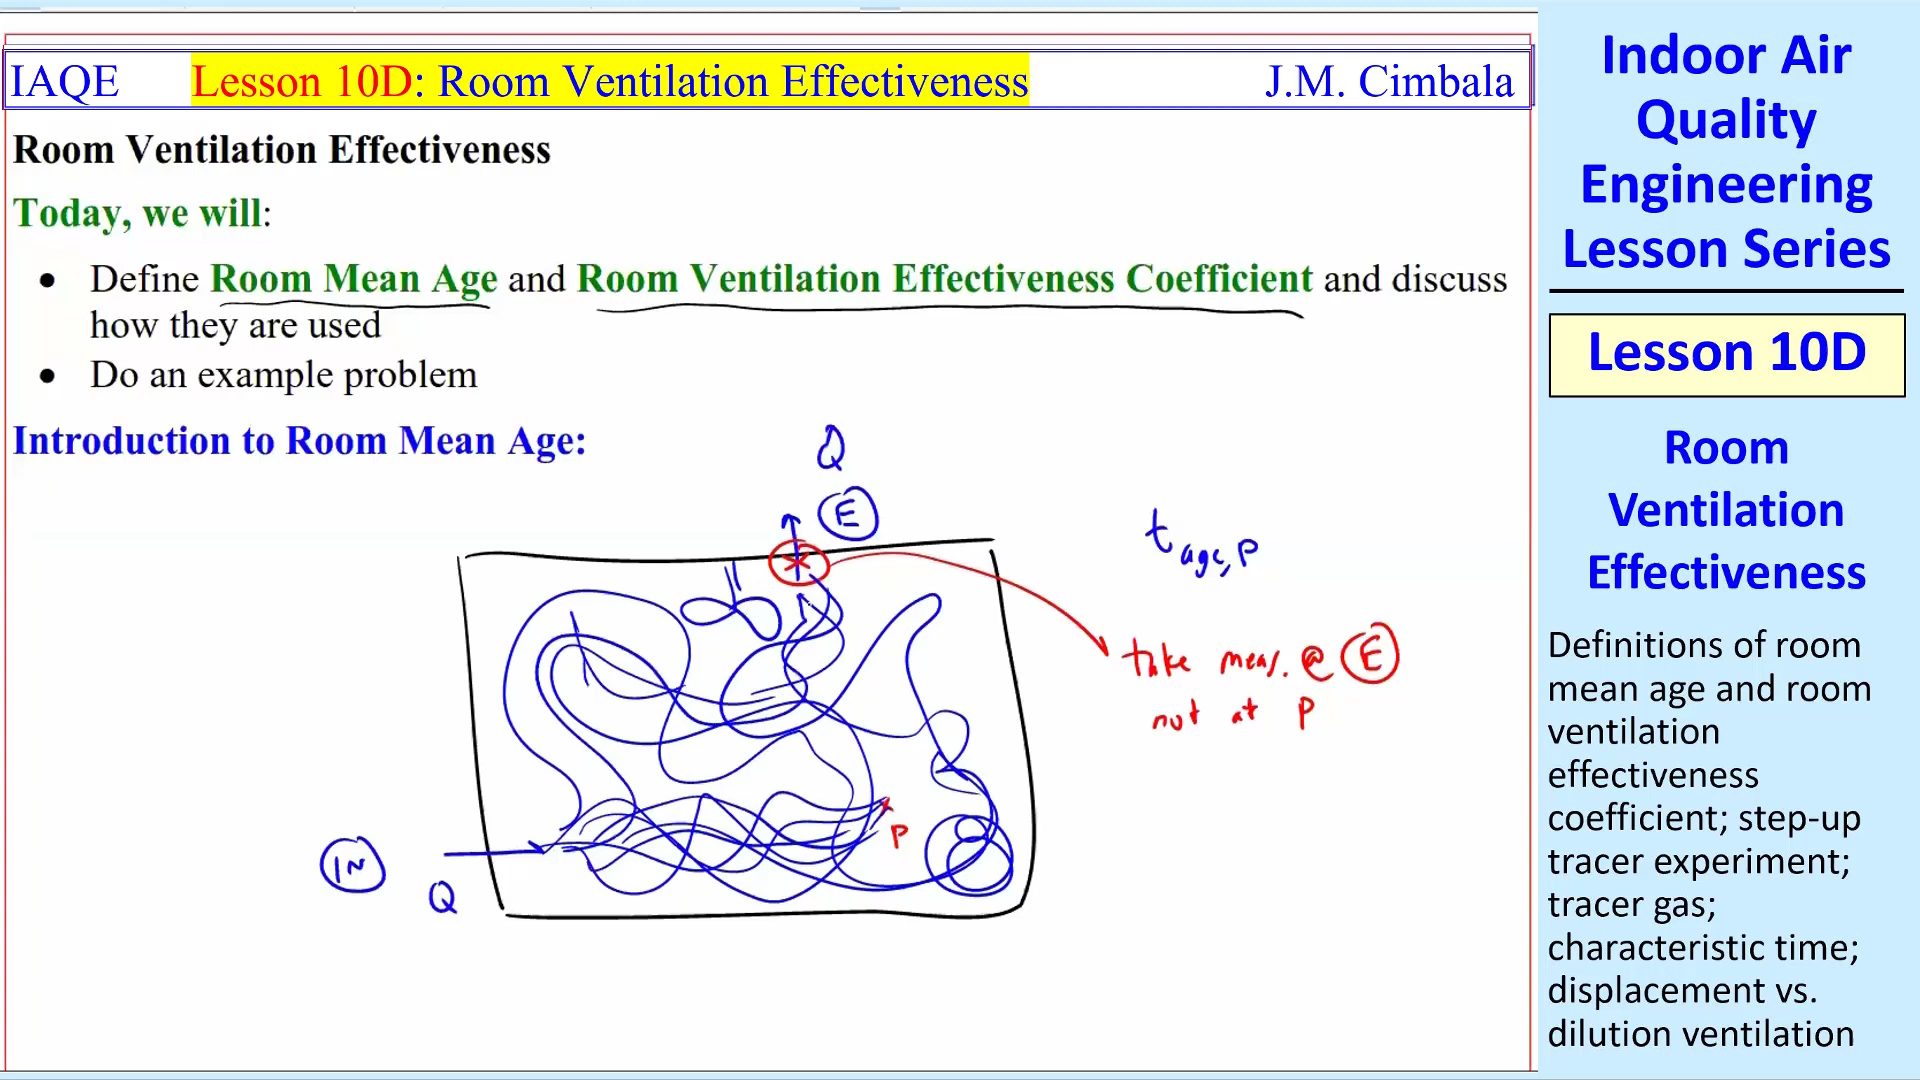 IAQE Lesson 10D: Room Ventilation Effectiveness J.M. Cimbala
Room Ventilation Effectiveness
Today, we will:
• Define Room Mean Age and Room Ventilation Effectiveness Coefficient and discuss
how they are used
• Do an example problem
Introduction to Room Mean Age:
Q
E
t age, P
take meas. @ E
not at P
P
IN
Q
Indoor Air
Quality
Engineering
Lesson Series
Lesson 10D
Room
Ventilation
Effectiveness
Definitions of room
mean age and room
ventilation
effectiveness
coefficient; step-up
tracer experiment;
tracer gas;
characteristic time;
displacement vs.
dilution ventilation